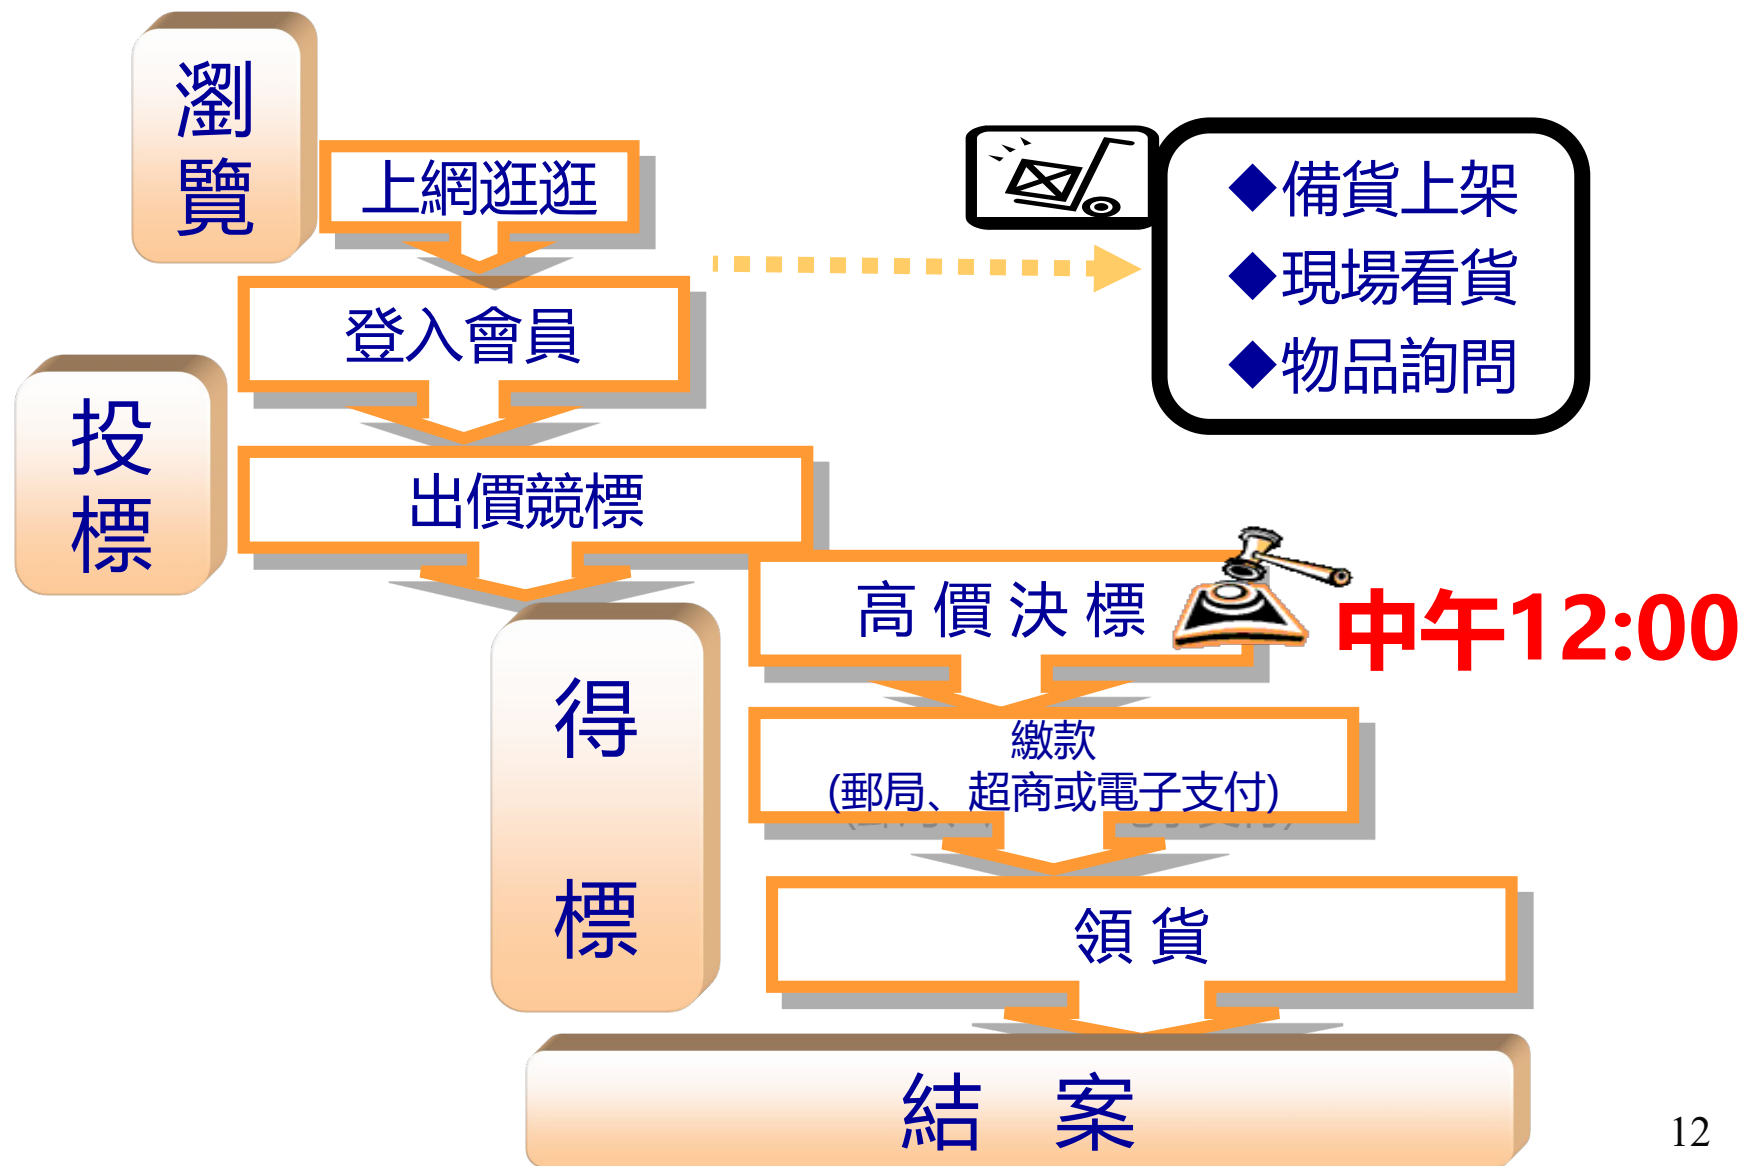 瀏
覽
上網逛逛
◆備貨上架
◆現場看貨
◆物品詢問
登入會員
投
標
出價競標
高價決標
中午12:00
得
標
繳款
(郵局、超商或電子支付)
領貨
結案
12